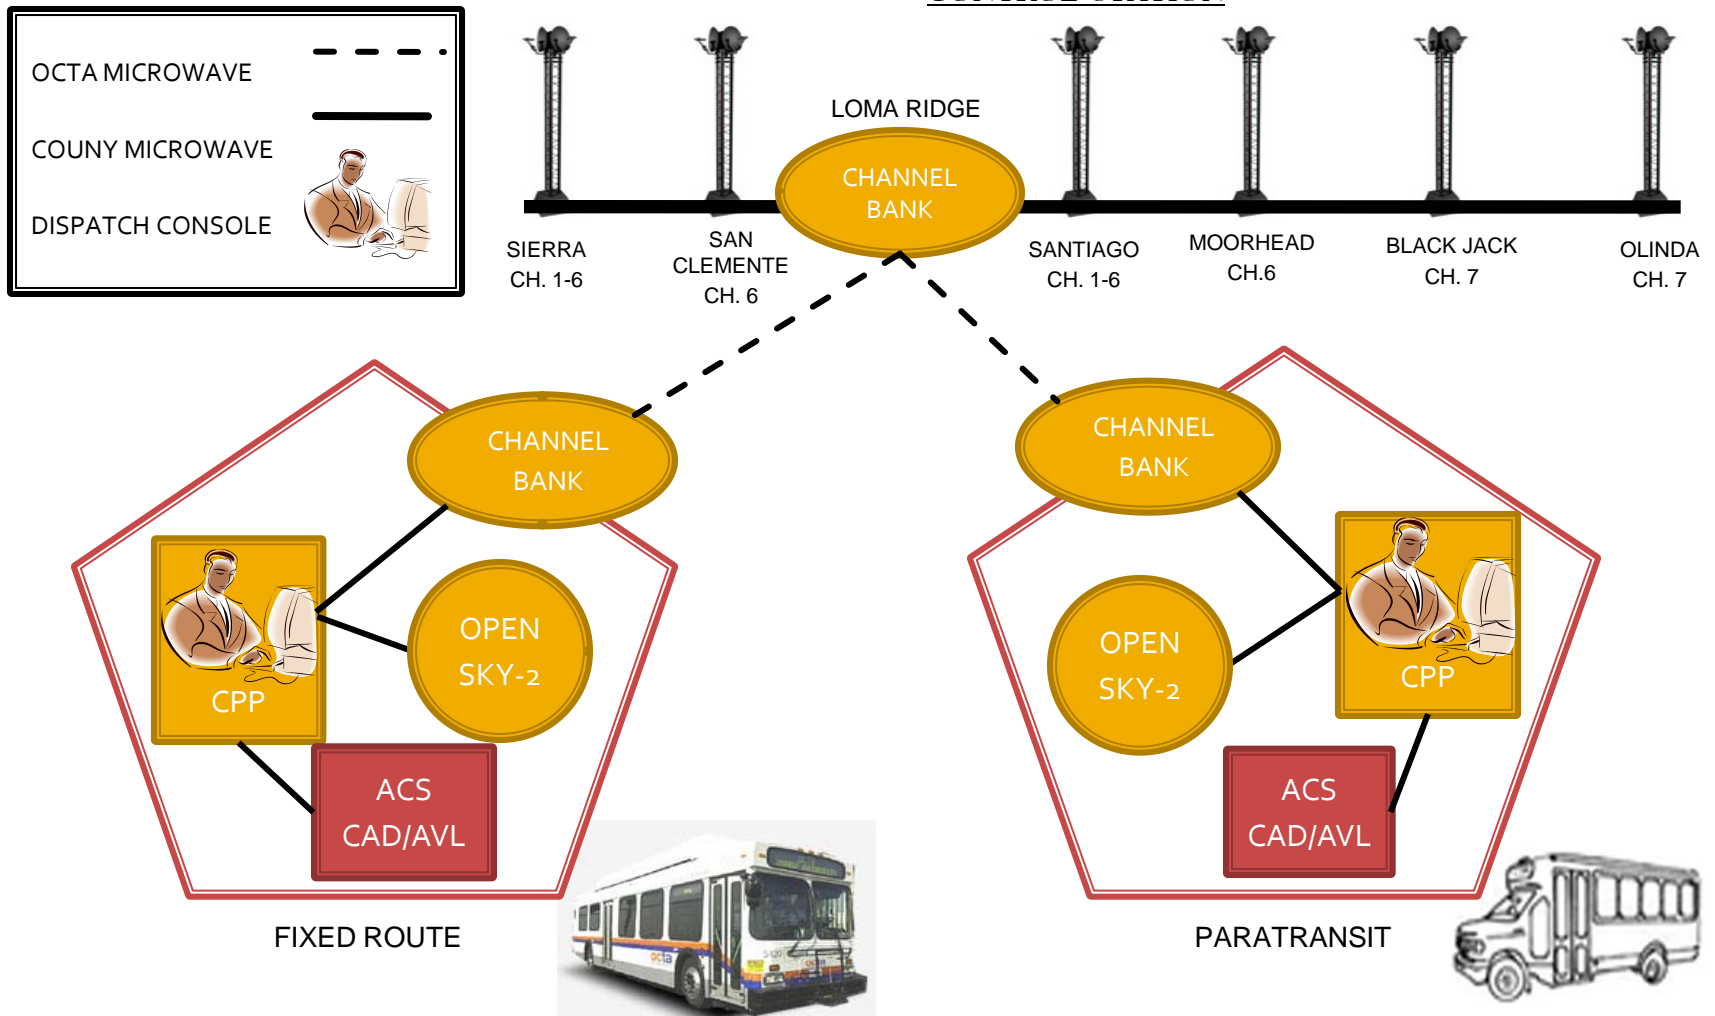 OCTA MICROWAVE
COUNY MICROWAVE
DISPATCH CONSOLE
LOMA RIDGE
CHANNEL
BANK
SIERRA
CH. 1-6
SAN
CLEMENTE
CH. 6
SANTIAGO
CH. 1-6
MOORHEAD
CH.6
BLACK JACK
CH. 7
OLINDA
CH. 7
CHANNEL
BANK
OPEN
SKY-2
CPP
ACS
CAD/AVL
FIXED ROUTE
octa
CHANNEL
BANK
OPEN
SKY-2
CPP
ACS
CAD/AVL
PARATRANSIT